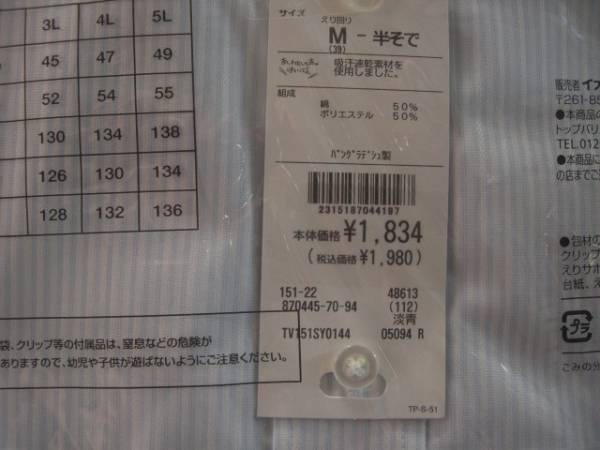 3L 4L 5L
45 47 49
52 54 55
130 134 138
126 130 134
128 132 136
袋、クリップ等の付属品は、窒息などの危険が
ありますので、幼児や子供が遊ばないようにご注意ください。
サイズ
えり回り
M - 半そで
(39)
吸汗速乾素材を
使用しました。
組成
綿 50%
ポリエステル 50%
バングラデシュ製
2315187044197
本体価格 ¥1,834
(税込価格 ¥1,980)
151-22 48613
870445-70-94 (112)
淡青
TV151SY0144 05094 R
TP-S-51
販売者 イオ
〒261-85
●本商品の
トップバリ
TEL.012
●本商品に
の店までご
●包材の
クリップ
えりサポ
台紙、え
プラ
ごみの分